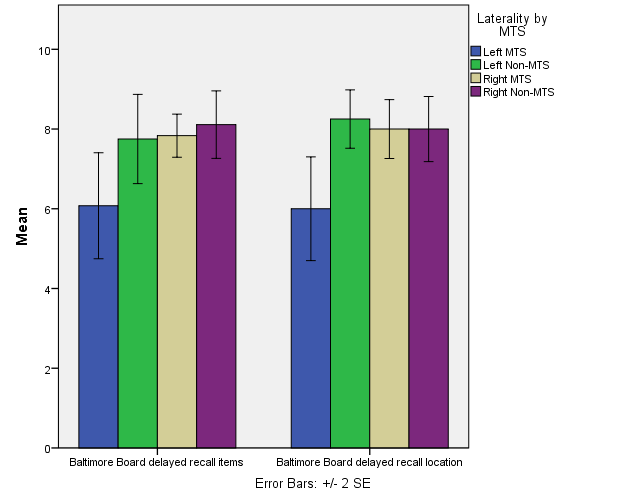 Laterality by
MTS
Left MTS
Left Non-MTS
Right MTS
Right Non-MTS
Mean
10
8
6
4
2
0
Baltimore Board delayed recall items
Baltimore Board delayed recall location
Error Bars: +/- 2 SE